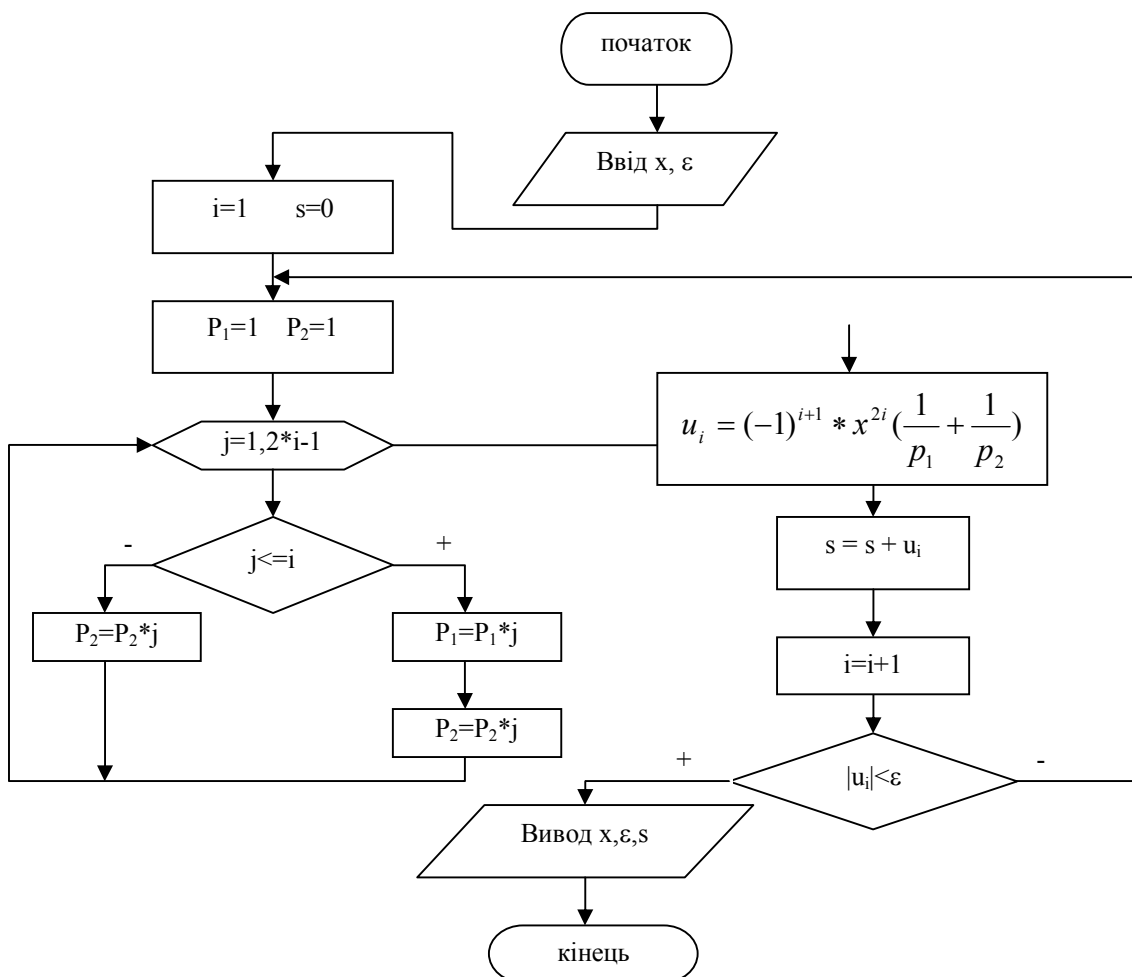 початок
Ввід x, ε
i=1 s=0
P₁=1 P₂=1
j=1,2*i-1
j<=i
-
+
P₂=P₂*j
P₁=P₁*j
P₂=P₂*j
uᵢ = (−1)ⁱ⁺¹ * x²ⁱ(1/p₁ + 1/p₂)
s = s + uᵢ
i=i+1
|uᵢ|<ε
+
-
Вивод x,ε,s
кінець